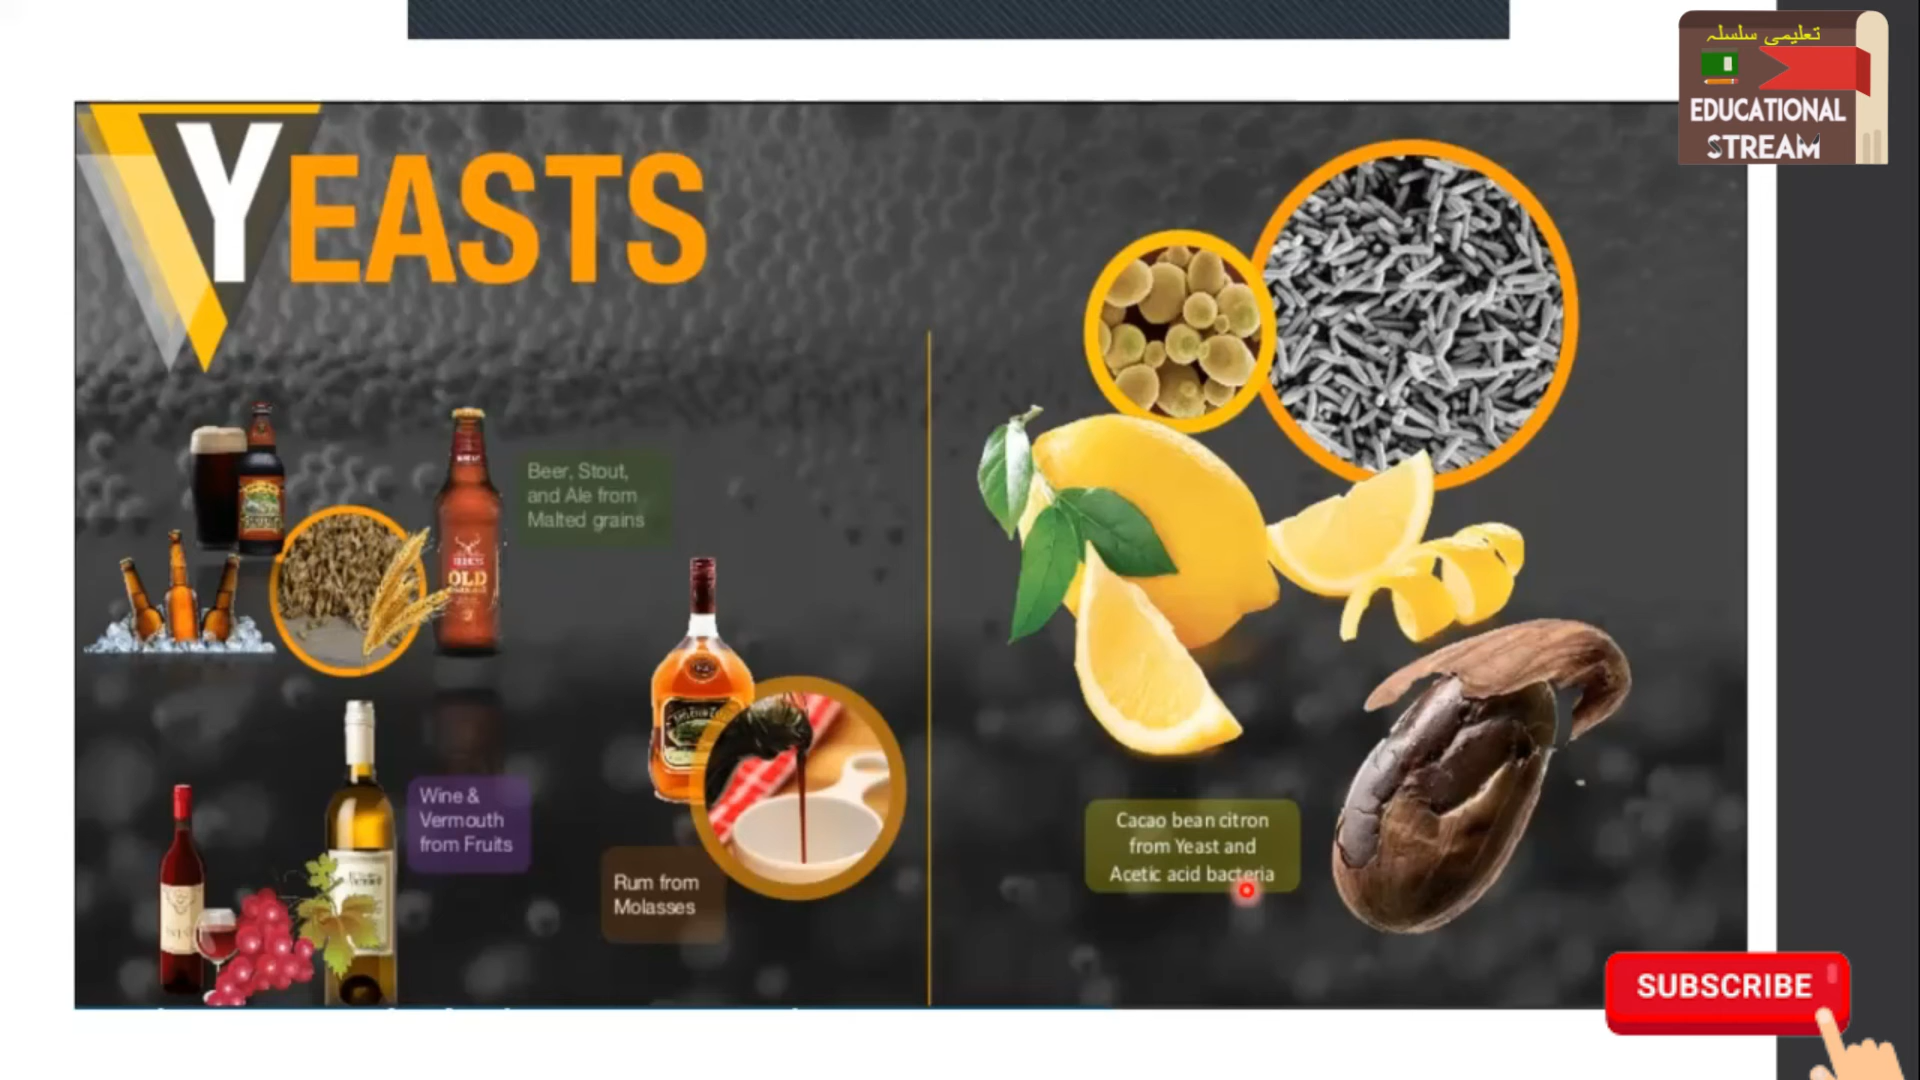 تعلیمی سلسلہ
EDUCATIONAL
STREAM
YEASTS
Beer, Stout,
and Ale from
Malted grains
OLD
Wine &
Vermouth
from Fruits
Rum from
Molasses
Cacao bean citron
from Yeast and
Acetic acid bacteria
SUBSCRIBE